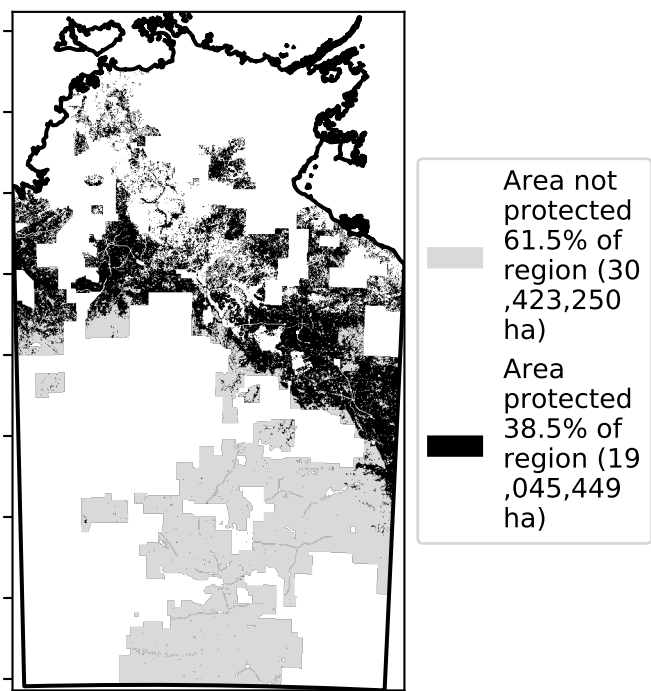 Area not
protected
61.5% of
region (30
,423,250
ha)
Area
protected
38.5% of
region (19
,045,449
ha)